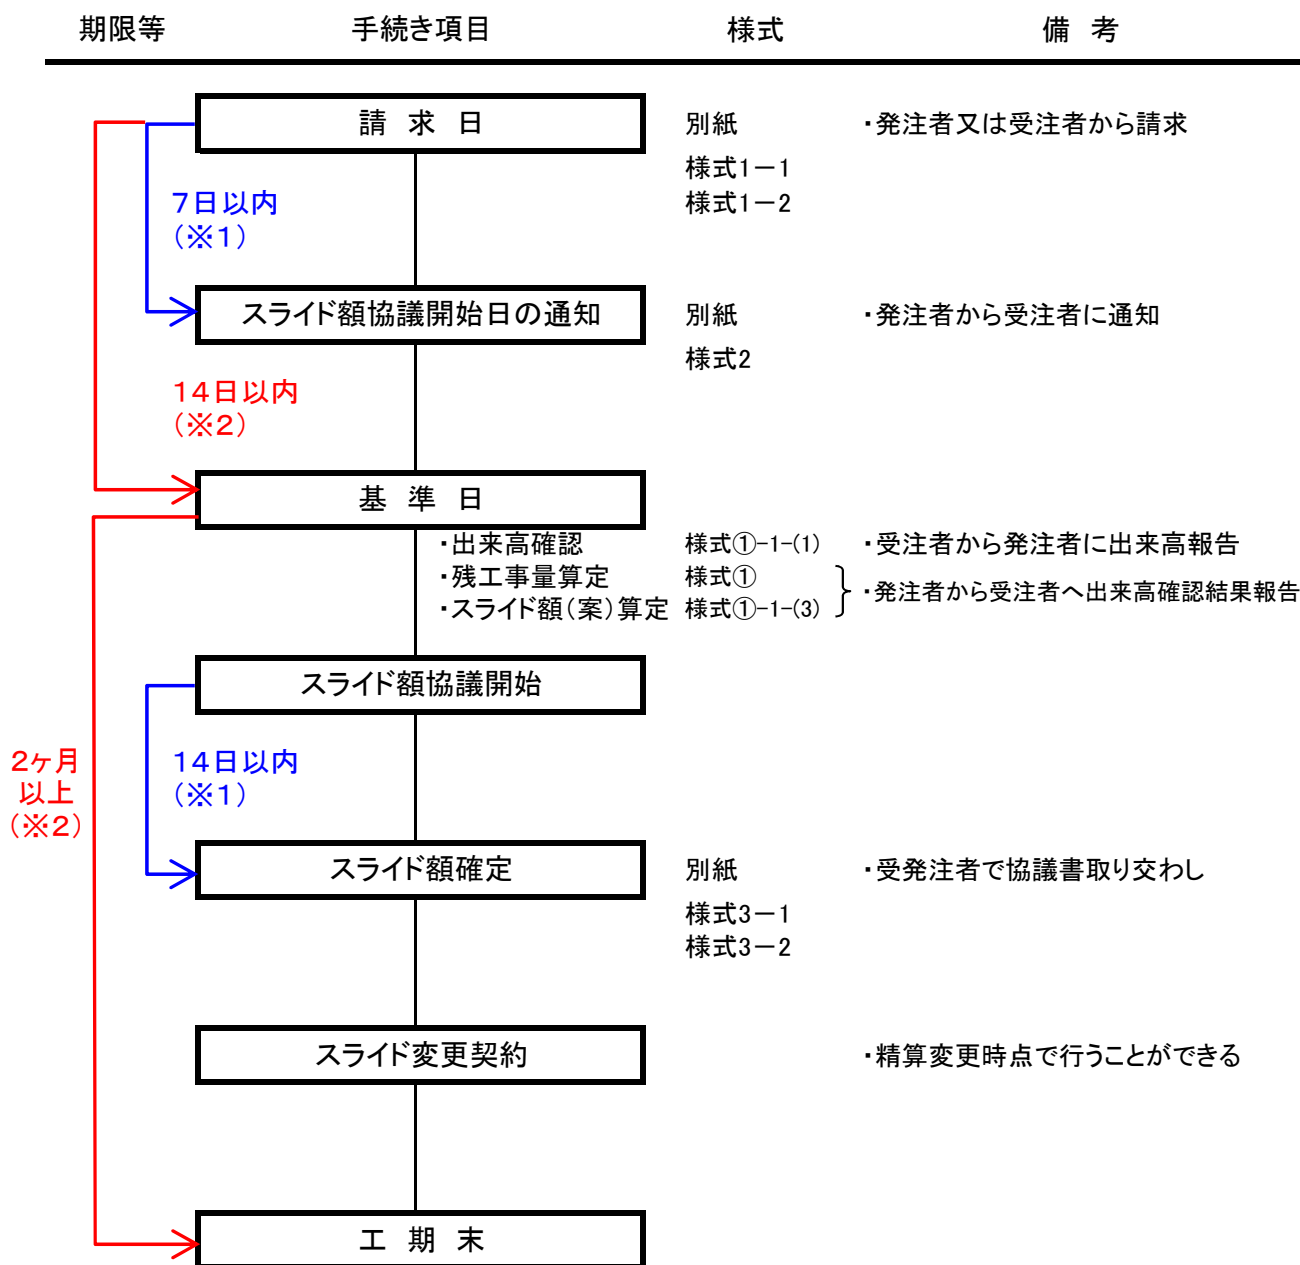 期限等 手続き項目 様式 備 考
請 求 日 別紙 ・発注者又は受注者から請求
様式1－1
7日以内 様式1－2
(※1)
スライド額協議開始日の通知 別紙 ・発注者から受注者に通知
様式2
14日以内
(※2)
基 準 日
・出来高確認 様式①-1-(1) ・受注者から発注者に出来高報告
・残工事量算定 様式①
・発注者から受注者へ出来高確認結果報告
・スライド額(案)算定 様式①-1-(3)
スライド額協議開始
2ヶ月 14日以内
以上 (※1)
(※2)
スライド額確定 別紙 ・受発注者で協議書取り交わし
様式3－1
様式3－2
スライド変更契約 ・精算変更時点で行うことができる
工 期 末